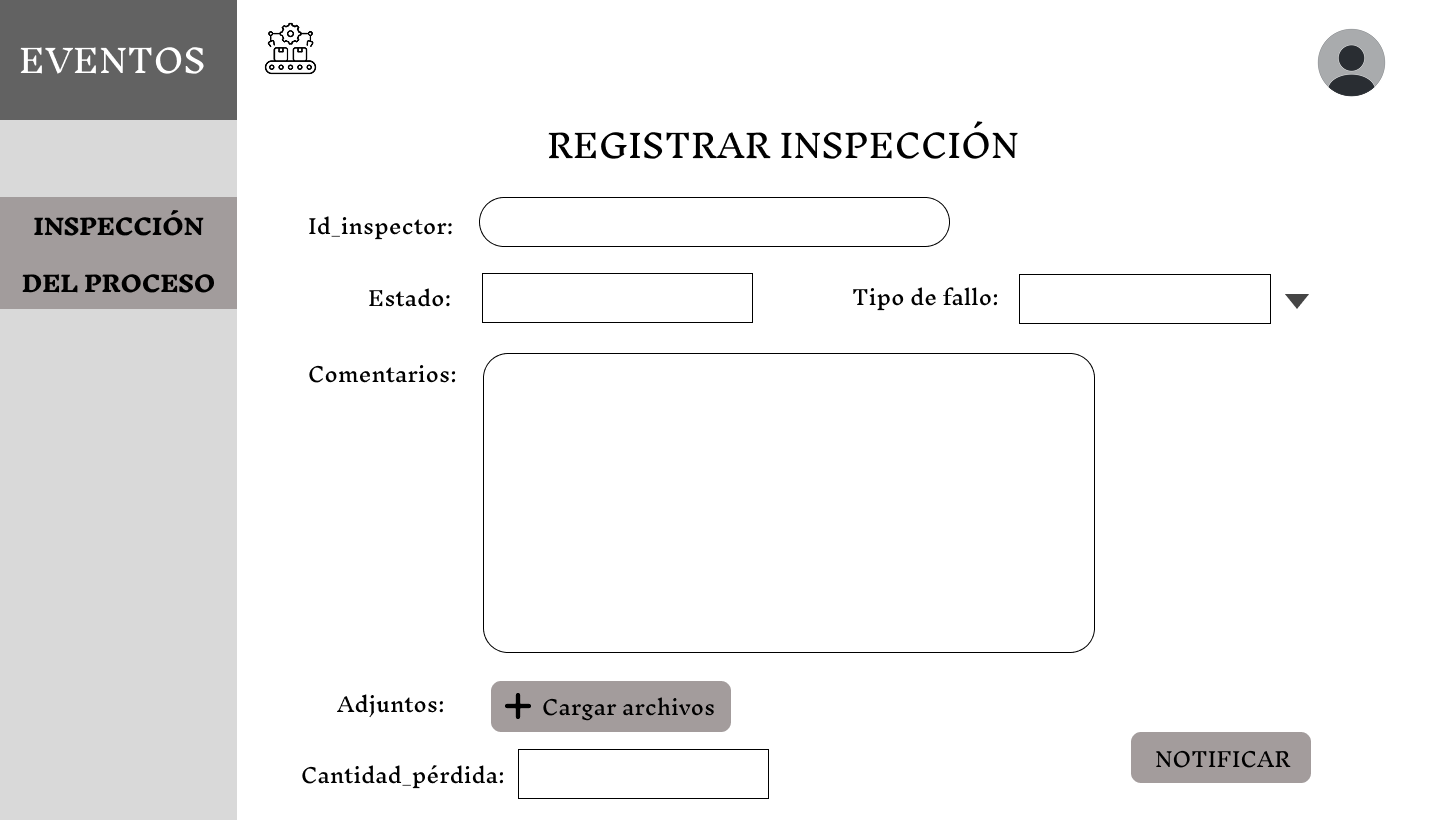 EVENTOS
INSPECCIÓN
DEL PROCESO
REGISTRAR INSPECCIÓN
Id_inspector:
Estado:
Tipo de fallo:
Comentarios:
Adjuntos:
Cargar archivos
Cantidad_pérdida:
NOTIFICAR